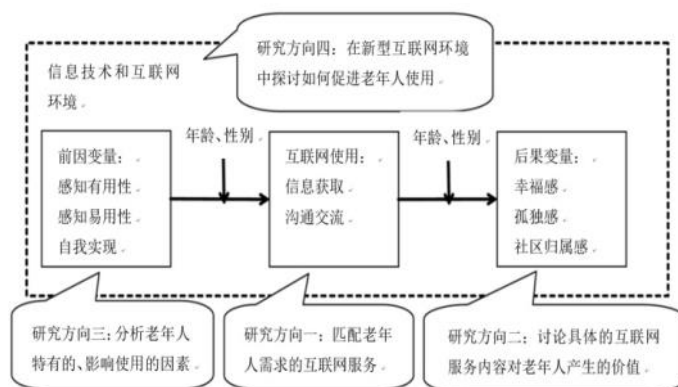 研究方向四：在新型互联网环境
中探讨如何促进老年人使用
信息技术和互联网
环境
年龄、性别
年龄、性别
前因变量：
感知有用性
感知易用性
自我实现
互联网使用：
信息获取
沟通交流
后果变量：
幸福感
孤独感
社区归属感
研究方向三：分析老年人
特有的、影响使用的因素
研究方向一：匹配老年
人需求的互联网服务
研究方向二：讨论具体的互联网
服务内容对老年人产生的价值